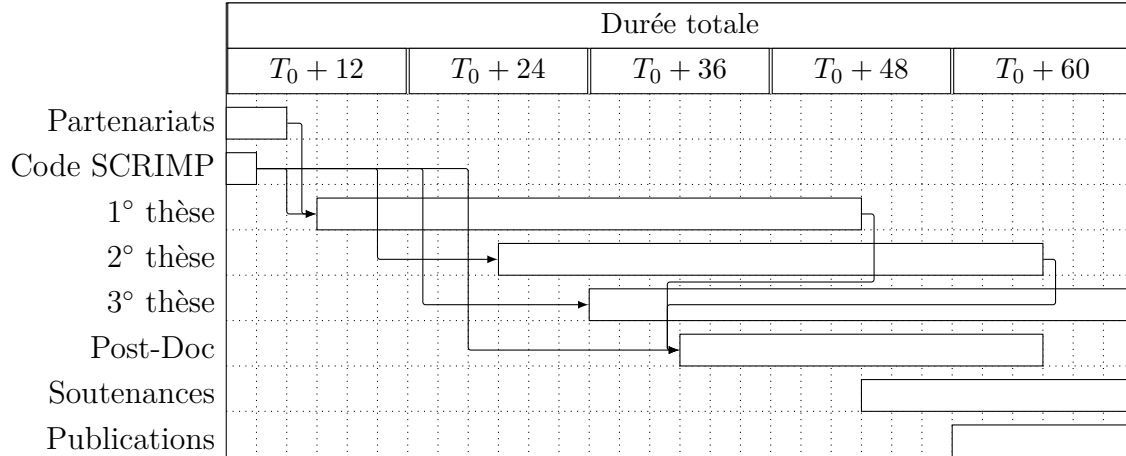 Durée totale
T₀ + 12 T₀ + 24 T₀ + 36 T₀ + 48 T₀ + 60
Partenariats
Code SCRIMP
1° thèse
2° thèse
3° thèse
Post-Doc
Soutenances
Publications